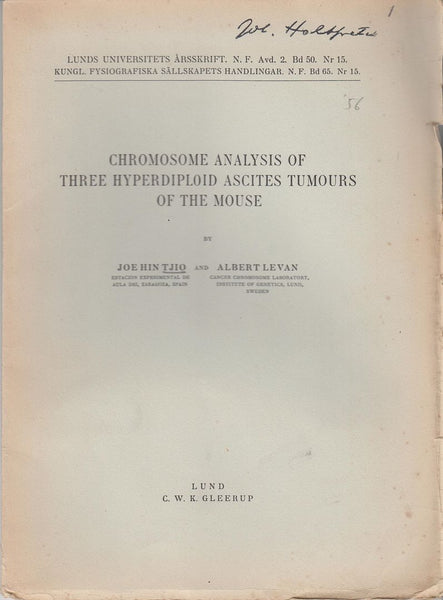 1
Joh. Holtfreter
LUNDS UNIVERSITETS ÅRSSKRIFT. N. F. Avd. 2. Bd 50. Nr 15.
KUNGL. FYSIOGRAFISKA SÄLLSKAPETS HANDLINGAR. N. F. Bd 65. Nr 15.
56
CHROMOSOME ANALYSIS OF
THREE HYPERDIPLOID ASCITES TUMOURS
OF THE MOUSE
BY
JOE HIN TJIO AND ALBERT LEVAN
ESTACIÓN EXPERIMENTAL DE
AULA DEI, ZARAGOZA, SPAIN
CANCER CHROMOSOME LABORATORY,
INSTITUTE OF GENETICS, LUND,
SWEDEN
LUND
C. W. K. GLEERUP